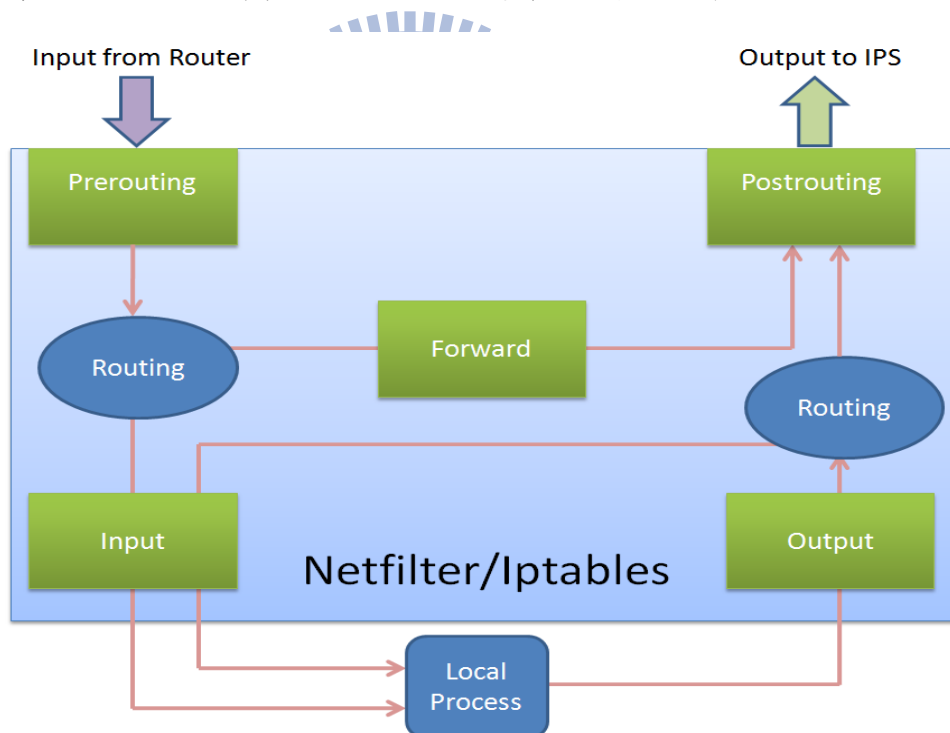 Input from Router
Output to IPS
Prerouting
Postrouting
Forward
Routing
Routing
Input
Output
Netfilter/Iptables
Local
Process